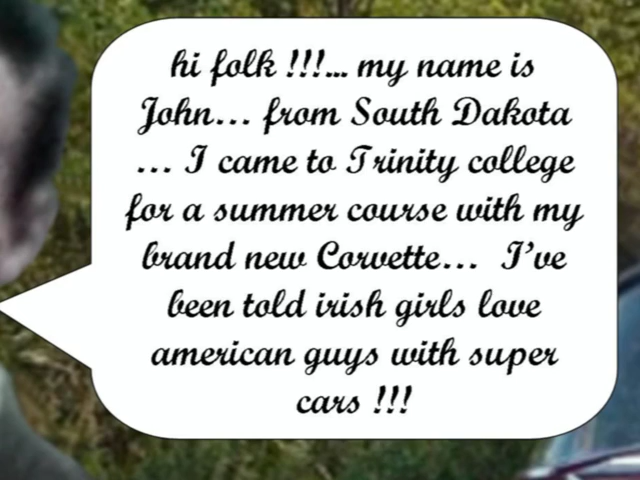 hi folk !!!... my name is
John... from South Dakota
... I came to Trinity college
for a summer course with my
brand new Corvette... I've
been told irish girls love
american guys with super
cars !!!